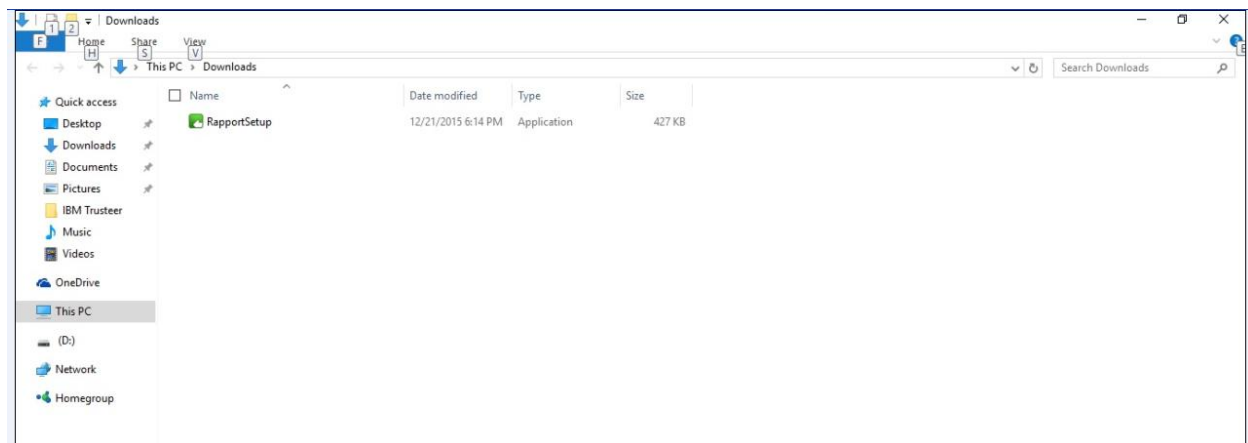 Downloads
1 2
F Home Share View
H S V E
This PC > Downloads
Search Downloads
Quick access
Name Date modified Type Size
Desktop
RapportSetup 12/21/2015 6:14 PM Application 427 KB
Downloads
Documents
Pictures
IBM Trusteer
Music
Videos
OneDrive
This PC
(D:)
Network
Homegroup